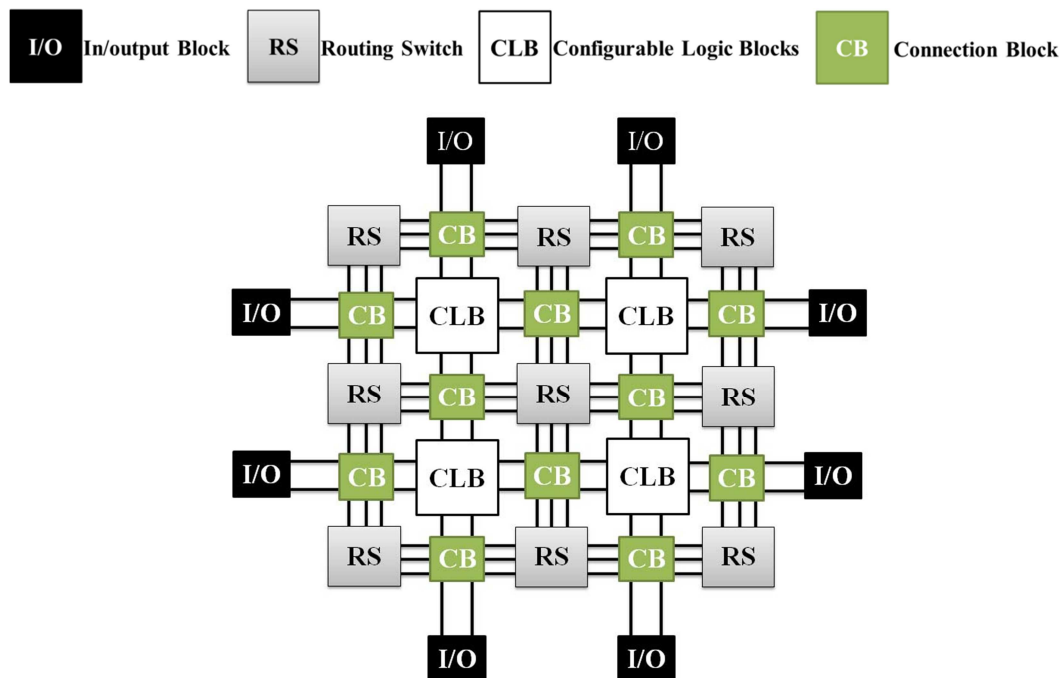 I/O In/output Block RS Routing Switch CLB Configurable Logic Blocks CB Connection Block
I/O I/O
RS CB RS CB RS
I/O CB CLB CB CLB CB I/O
RS CB RS CB RS
I/O CB CLB CB CLB CB I/O
RS CB RS CB RS
I/O I/O